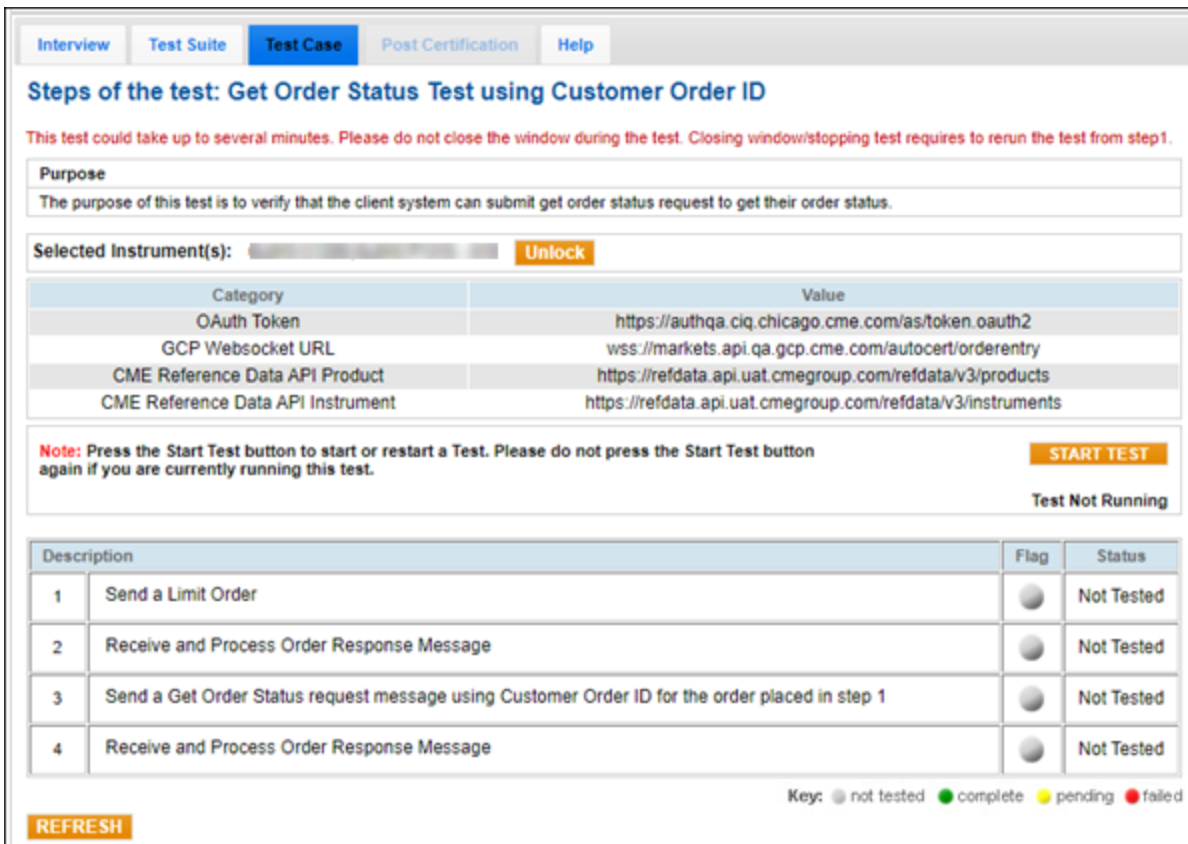 Interview Test Suite Test Case Post Certification Help
Steps of the test: Get Order Status Test using Customer Order ID
This test could take up to several minutes. Please do not close the window during the test. Closing window/stopping test requires to rerun the test from step1.
Purpose
The purpose of this test is to verify that the client system can submit get order status request to get their order status.
Selected Instrument(s): Unlock
Category Value
OAuth Token https://authqa.ciq.chicago.cme.com/as/token.oauth2
GCP Websocket URL wss://markets.api.qa.gcp.cme.com/autocert/orderentry
CME Reference Data API Product https://refdata.api.uat.cmegroup.com/refdata/v3/products
CME Reference Data API Instrument https://refdata.api.uat.cmegroup.com/refdata/v3/instruments
Note: Press the Start Test button to start or restart a Test. Please do not press the Start Test button
again if you are currently running this test.
START TEST
Test Not Running
Description Flag Status
1 Send a Limit Order Not Tested
2 Receive and Process Order Response Message Not Tested
3 Send a Get Order Status request message using Customer Order ID for the order placed in step 1 Not Tested
4 Receive and Process Order Response Message Not Tested
Key: not tested complete pending failed
REFRESH